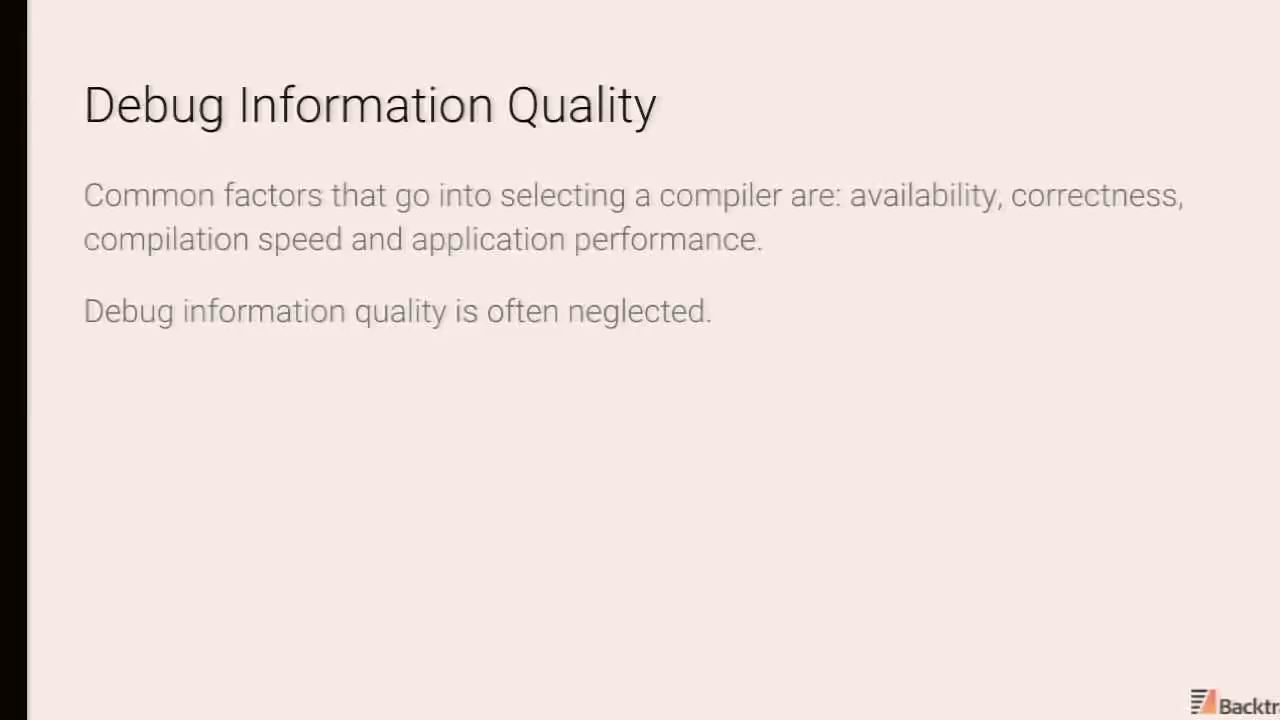 Debug Information Quality
Common factors that go into selecting a compiler are: availability, correctness,
compilation speed and application performance.
Debug information quality is often neglected.
Backtr